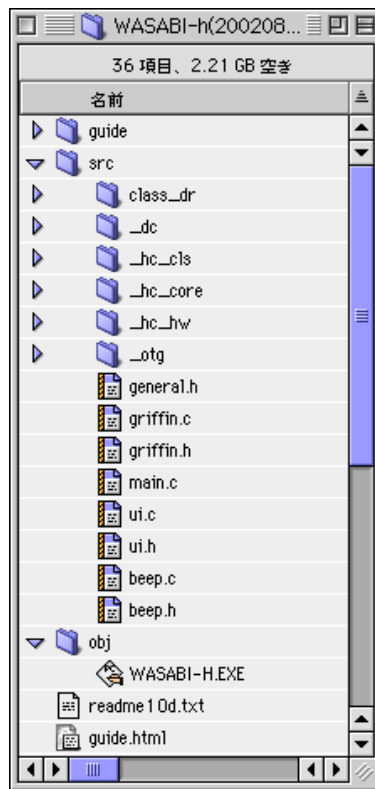 WASABI-h(200208...
36 項目、2.21 GB 空き
名前
guide
src
class_dr
_dc
_hc_cls
_hc_core
_hc_hw
_otg
general.h
griffin.c
griffin.h
main.c
ui.c
ui.h
beep.c
beep.h
obj
WASABI-H.EXE
readme10d.txt
guide.html